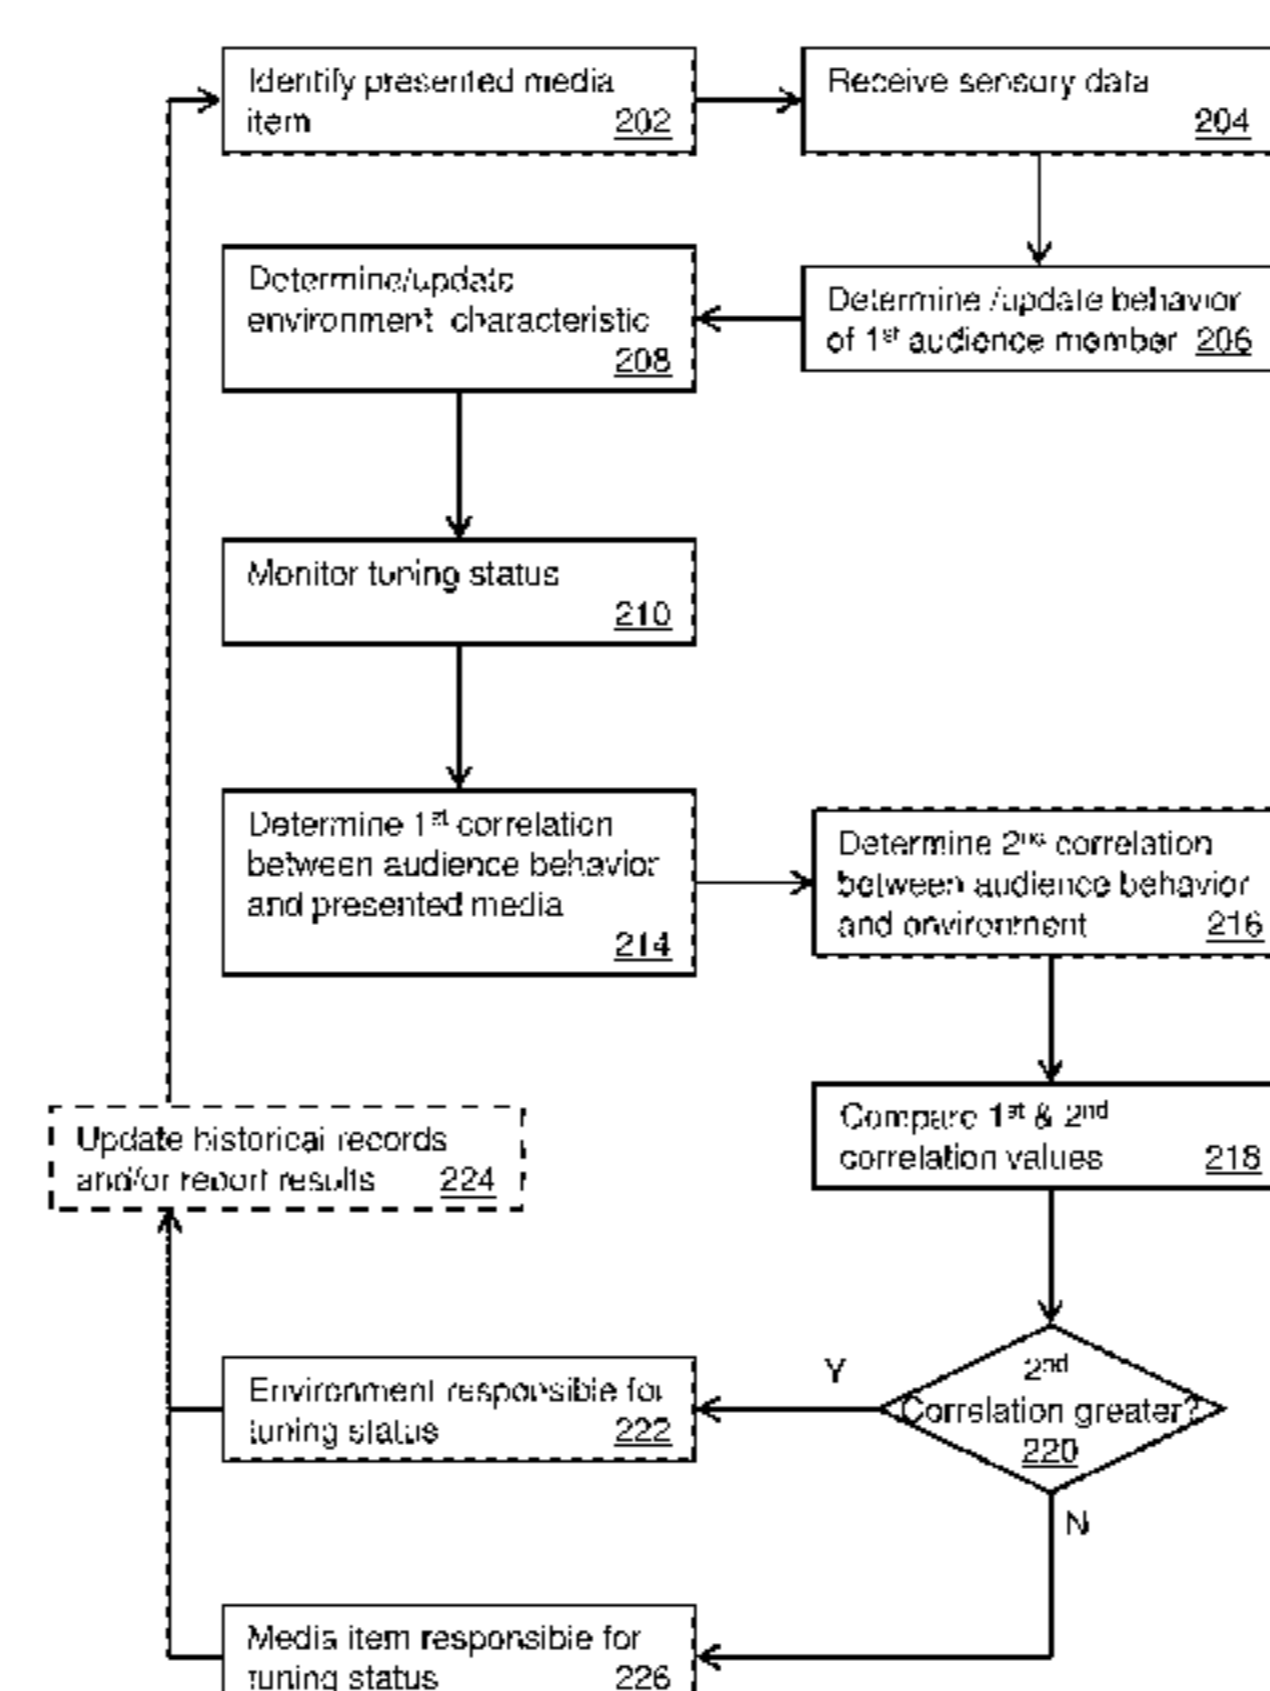 Identify presented media
item 202
Receive sensory data
204
Determine/update
environment characteristic
208
Determine /update behavior
of 1st audience member 206
Monitor tuning status
210
Determine 1st correlation
between audience behavior
and presented media
214
Determine 2nd correlation
between audience behavior
and environment 216
Compare 1st & 2nd
correlation values 218
Update historical records
and/or report results 224
2nd
Correlation greater?
220
Y
N
Environment responsible for
tuning status 222
Media item responsible for
tuning status 226